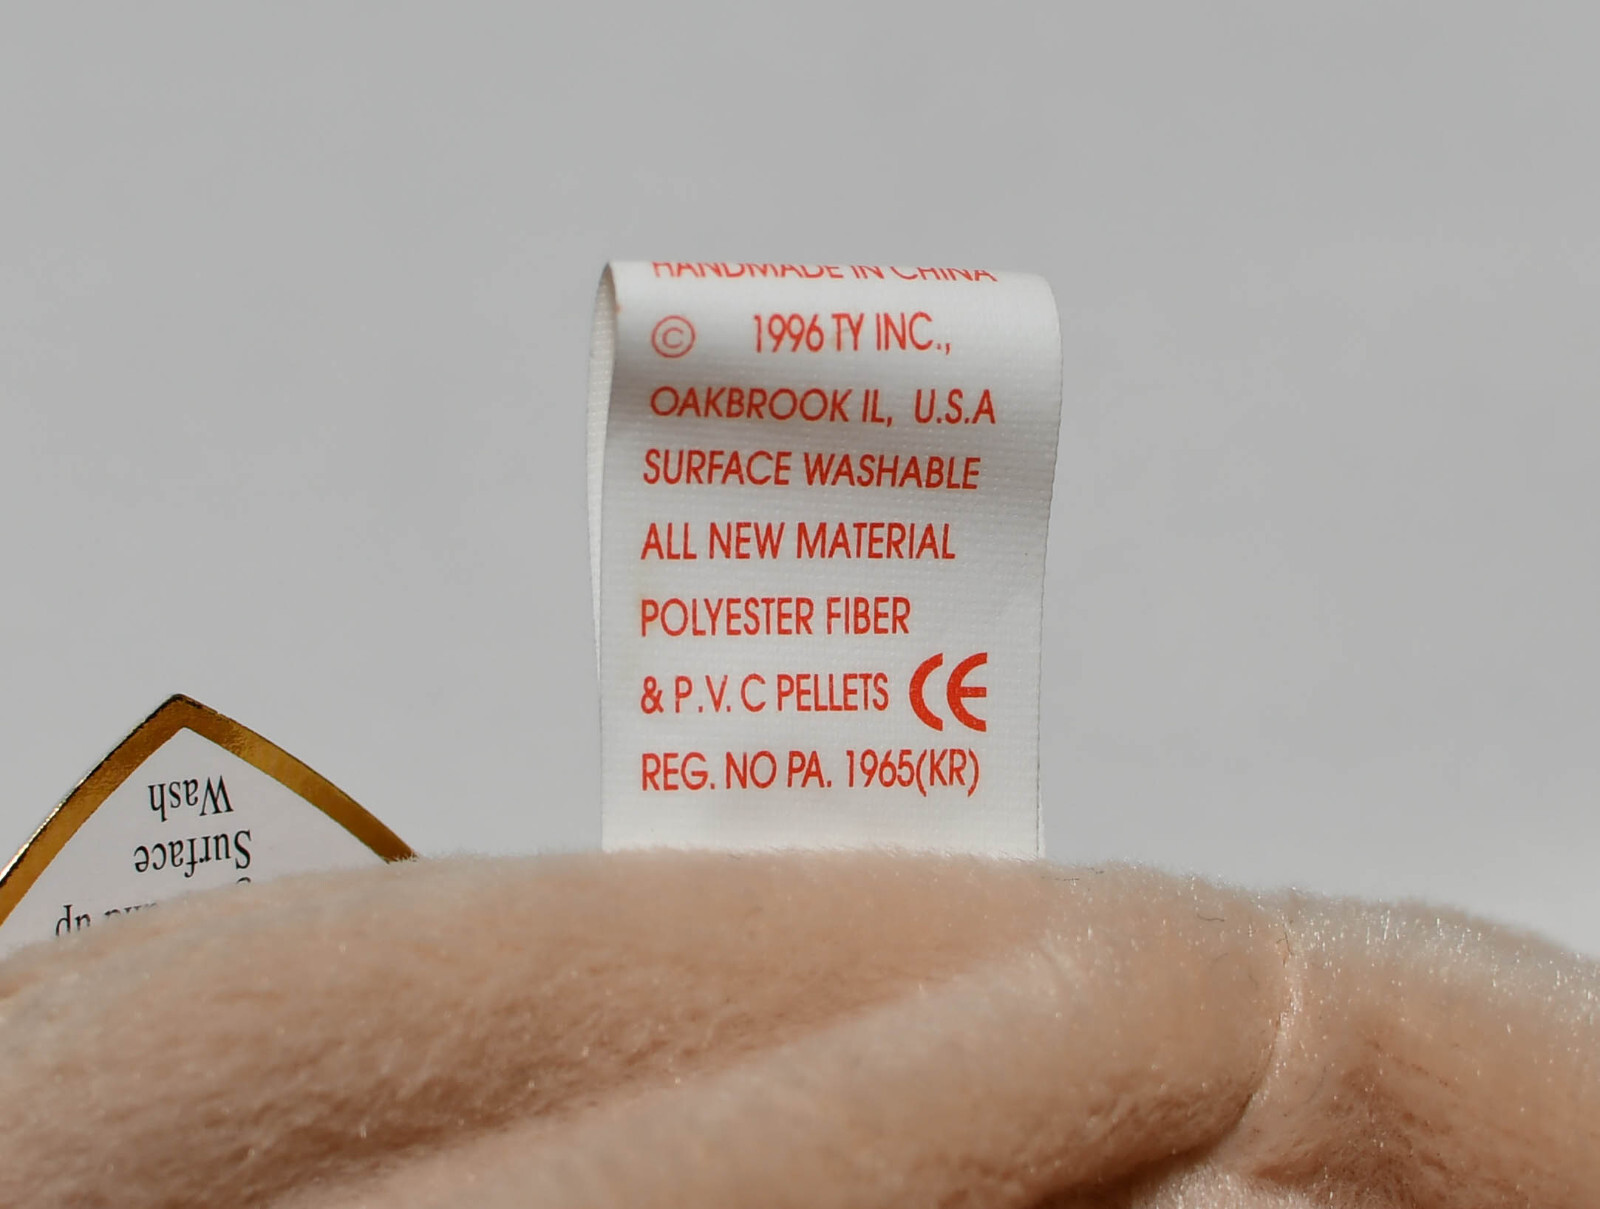 HANDMADE IN CHINA
© 1996 TY INC.,
OAKBROOK IL, U.S.A
SURFACE WASHABLE
ALL NEW MATERIAL
POLYESTER FIBER
& P.V.C PELLETS CE
REG. NO PA. 1965(KR)
up
Surface
Wash